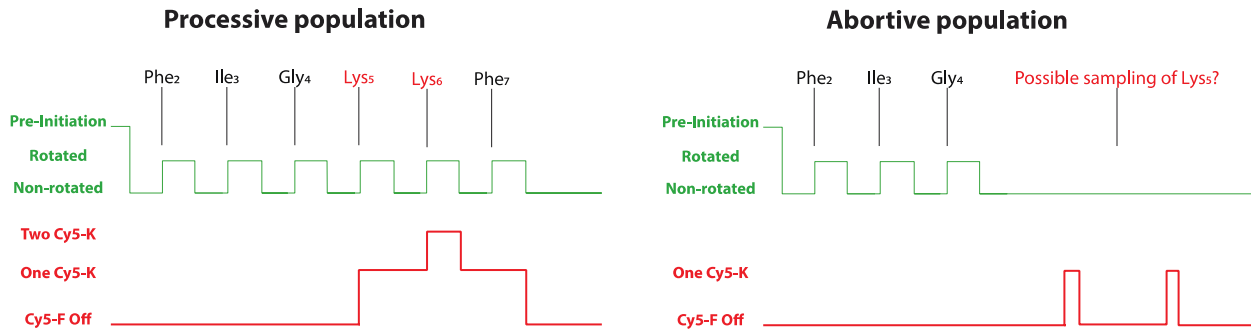 Processive population
Phe₂ Ile₃ Gly₄ Lys₅ Lys₆ Phe₇
Pre-Initiation
Rotated
Non-rotated
Two Cy5-K
One Cy5-K
Cy5-F Off
Abortive population
Phe₂ Ile₃ Gly₄ Possible sampling of Lys₅?
Pre-Initiation
Rotated
Non-rotated
One Cy5-K
Cy5-F Off